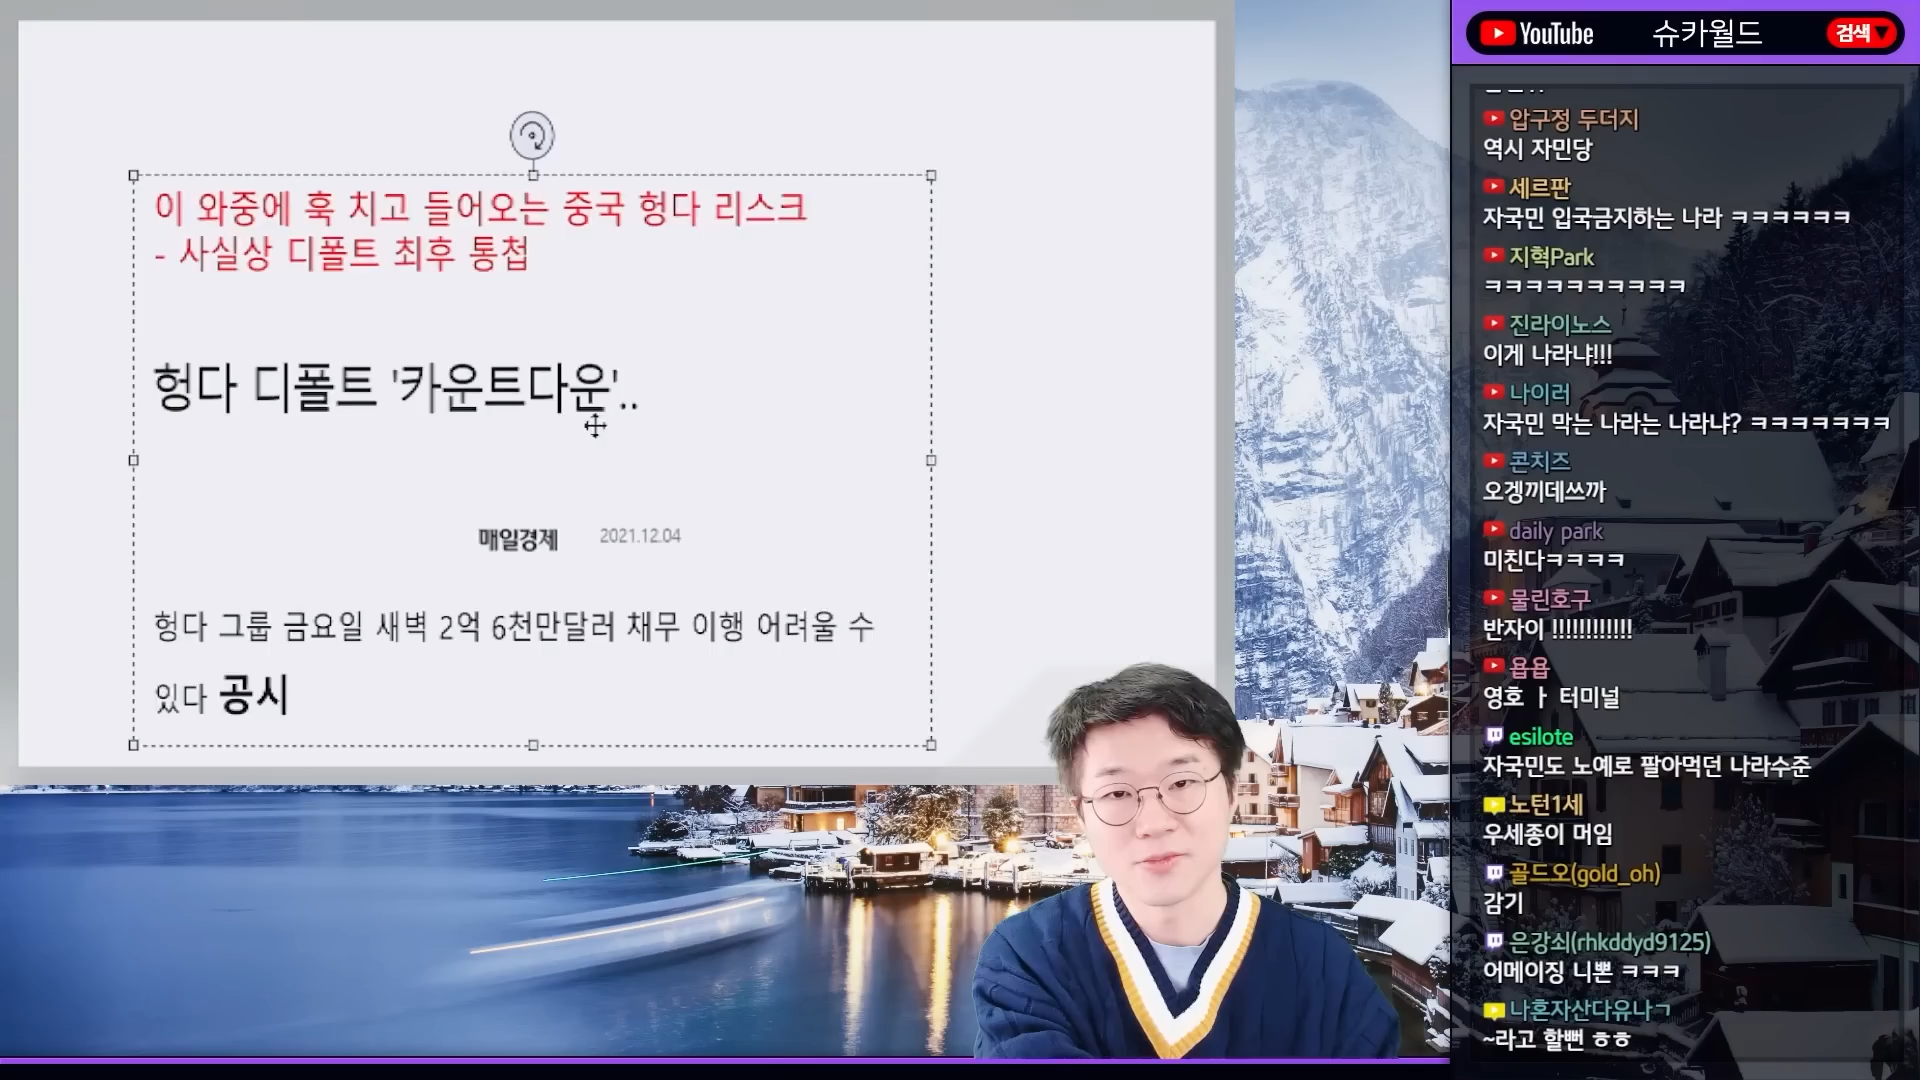 이 와중에 훅 치고 들어오는 중국 헝다 리스크
- 사실상 디폴트 최후 통첩
헝다 디폴트 '카운트다운'..
매일경제 2021.12.04
헝다 그룹 금요일 새벽 2억 6천만달러 채무 이행 어려울 수
있다 공시
YouTube 슈카월드 검색▼
압구정 두더지
역시 자민당
세르판
자국민 입국금지하는 나라 ㅋㅋㅋㅋㅋㅋ
지혁Park
ㅋㅋㅋㅋㅋㅋㅋㅋㅋㅋ
진라이노스
이게 나라냐!!!
나이러
자국민 막는 나라는 나라냐? ㅋㅋㅋㅋㅋㅋㅋ
콘치즈
오겡끼데쓰까
daily park
미친다ㅋㅋㅋㅋ
물린호구
반자이 !!!!!!!!!!!!
욥욥
영호 ㅏ 터미널
esilote
자국민도 노예로 팔아먹던 나라수준
노턴1세
우세종이 머임
골드오(gold_oh)
감기
은강쇠(rhkddyd9125)
어메이징 니뽄 ㅋㅋㅋ
나혼자산다유나ㄱ
~라고 할뻔 ㅎㅎ